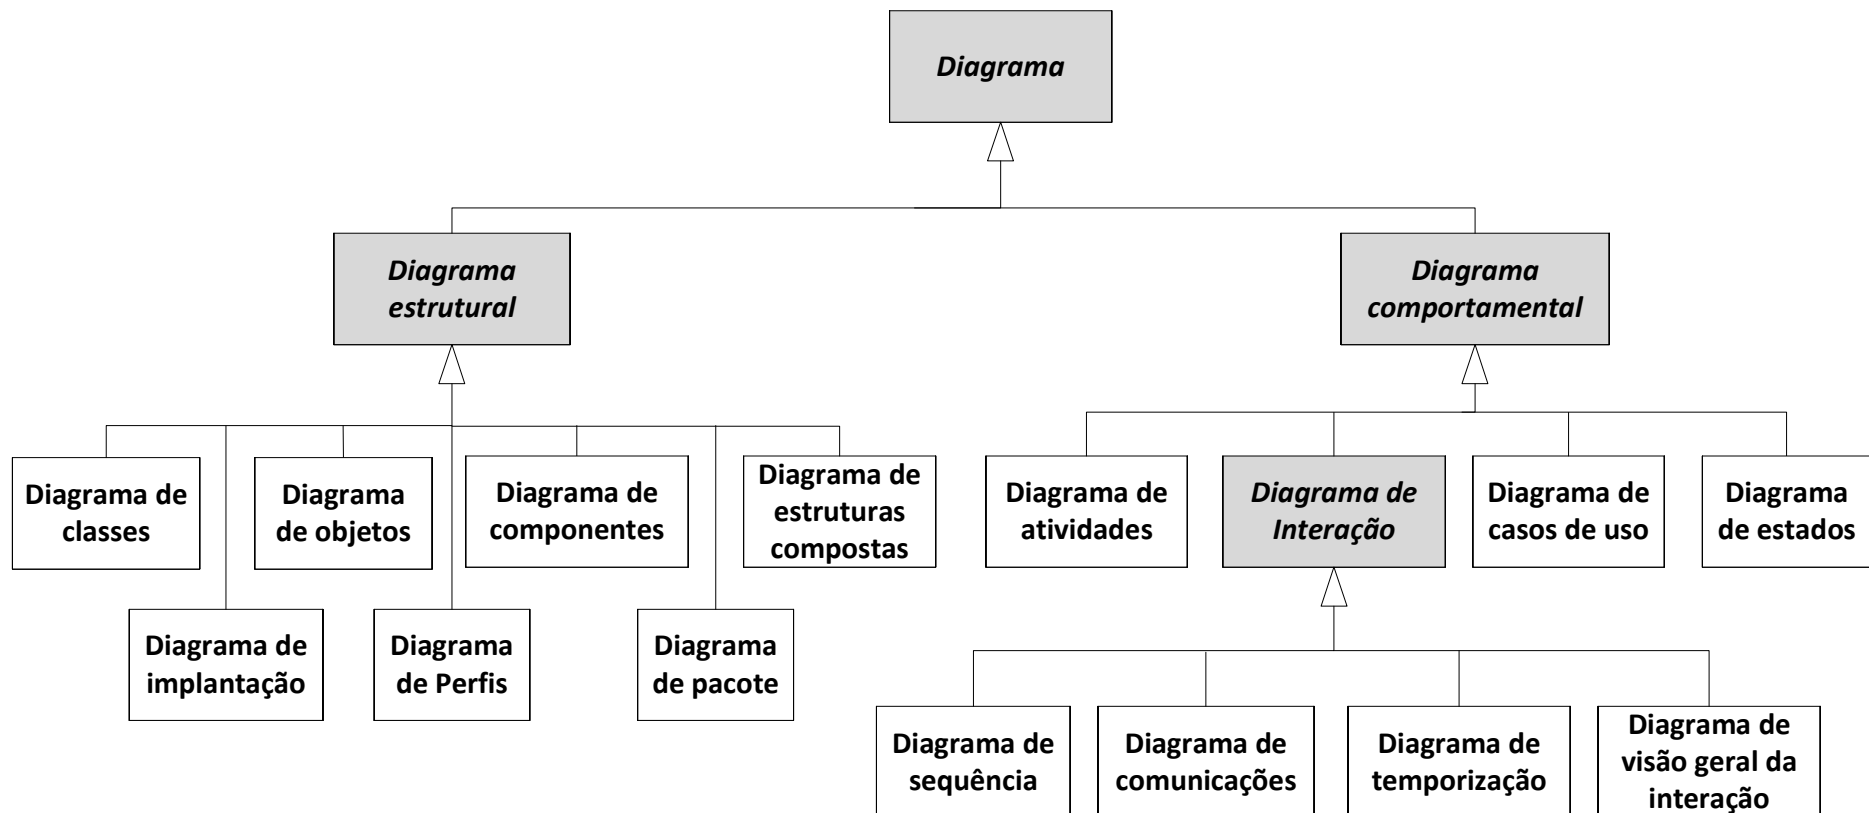 Diagrama
Diagrama
estrutural
Diagrama
comportamental
Diagrama de
classes
Diagrama
de objetos
Diagrama de
componentes
Diagrama de
estruturas
compostas
Diagrama de
atividades
Diagrama de
Interação
Diagrama de
casos de uso
Diagrama
de estados
Diagrama de
implantação
Diagrama
de Perfis
Diagrama
de pacote
Diagrama de
sequência
Diagrama de
comunicações
Diagrama de
temporização
Diagrama de
visão geral da
interação